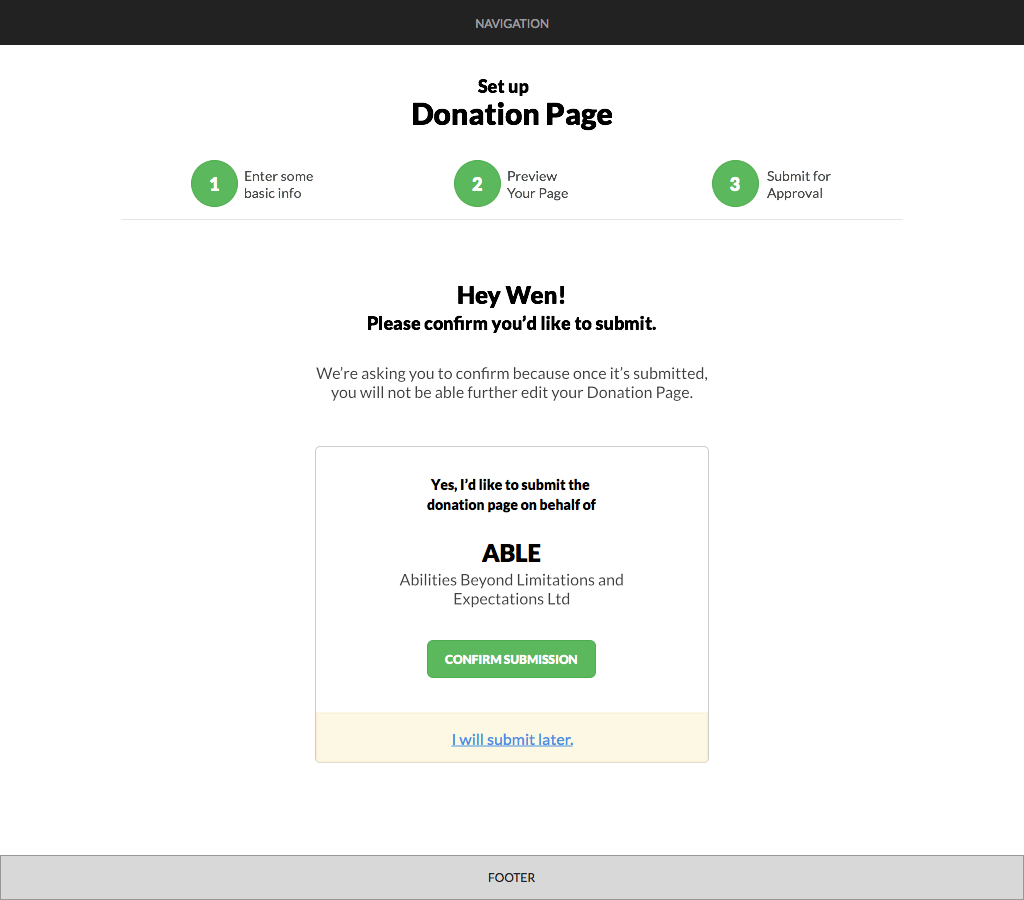 NAVIGATION
Set up
Donation Page
1
Enter some
basic info
2
Preview
Your Page
3
Submit for
Approval
Hey Wen!
Please confirm you’d like to submit.
We’re asking you to confirm because once it’s submitted,
you will not be able further edit your Donation Page.
Yes, I’d like to submit the
donation page on behalf of
ABLE
Abilities Beyond Limitations and
Expectations Ltd
CONFIRM SUBMISSION
I will submit later.
FOOTER